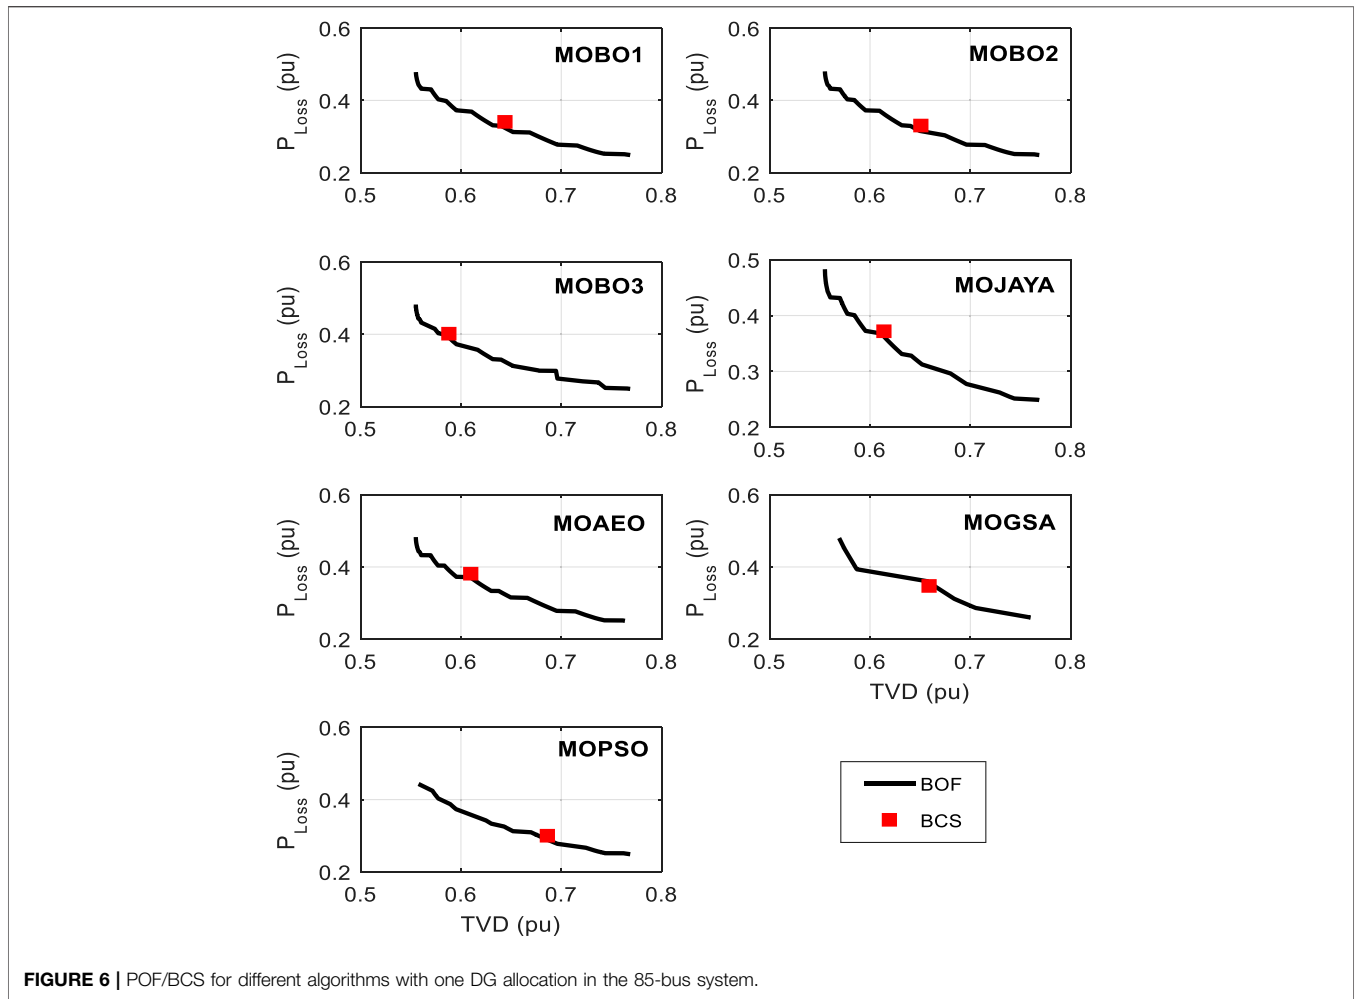 MOBO1
P_Loss (pu)
0.6
0.4
0.2
0.5 0.6 0.7 0.8
MOBO2
P_Loss (pu)
0.6
0.4
0.2
0.5 0.6 0.7 0.8
MOBO3
P_Loss (pu)
0.6
0.4
0.2
0.5 0.6 0.7 0.8
MOJAYA
P_Loss (pu)
0.5
0.4
0.3
0.2
0.5 0.6 0.7 0.8
MOAEO
P_Loss (pu)
0.6
0.4
0.2
0.5 0.6 0.7 0.8
MOGSA
P_Loss (pu)
0.6
0.4
0.2
0.5 0.6 0.7 0.8
TVD (pu)
MOPSO
P_Loss (pu)
0.6
0.4
0.2
0.5 0.6 0.7 0.8
TVD (pu)
BOF
BCS
FIGURE 6 | POF/BCS for different algorithms with one DG allocation in the 85-bus system.